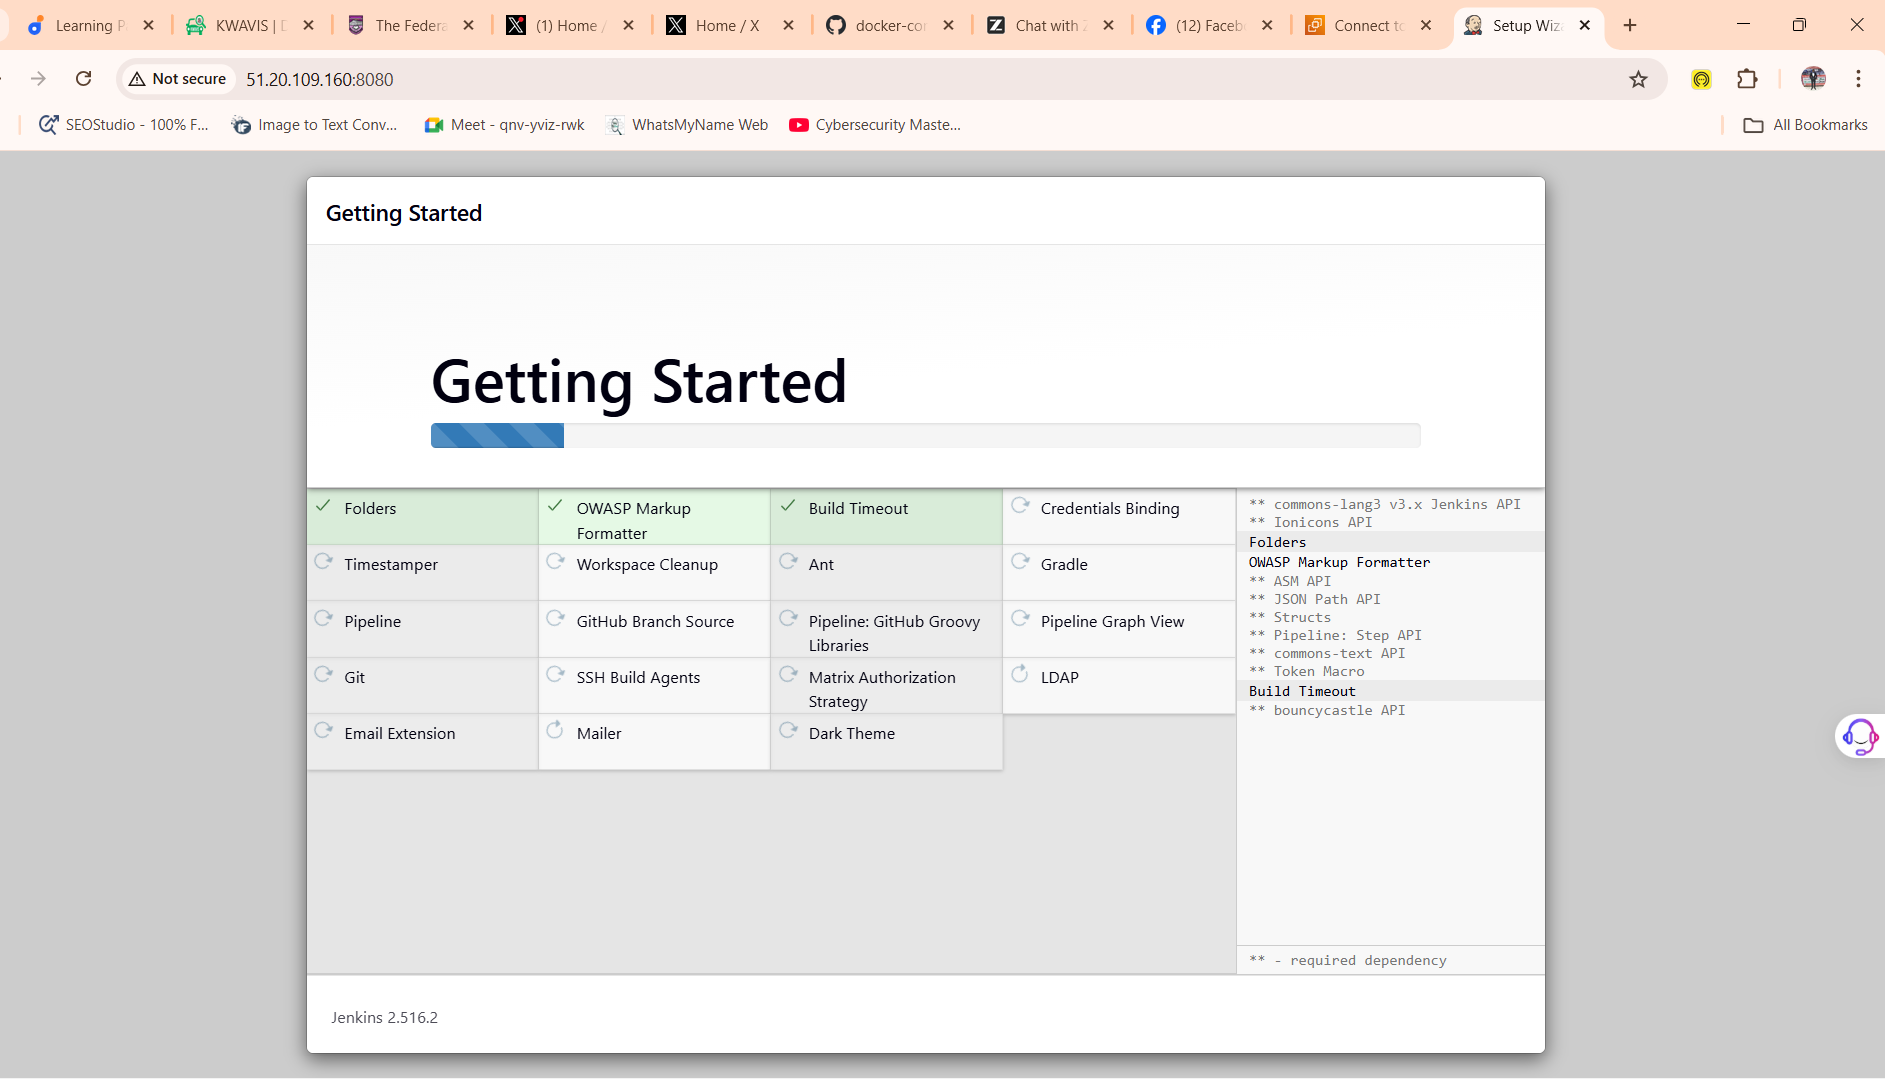 Learning P
KWAVIS | D
The Federa
(1) Home /
Home / X
docker-cor
Chat with Z
(12) Facebo
Connect to
Setup Wiza
Not secure
51.20.109.160:8080
SEOStudio - 100% F...
Image to Text Conv...
Meet - qnv-yviz-rwk
WhatsMyName Web
Cybersecurity Maste...
All Bookmarks
Getting Started
Getting Started
Folders
OWASP Markup
Formatter
Build Timeout
Credentials Binding
Timestamper
Workspace Cleanup
Ant
Gradle
Pipeline
GitHub Branch Source
Pipeline: GitHub Groovy
Libraries
Pipeline Graph View
Git
SSH Build Agents
Matrix Authorization
Strategy
LDAP
Email Extension
Mailer
Dark Theme
** commons-lang3 v3.x Jenkins API
** Ionicons API
Folders
OWASP Markup Formatter
** ASM API
** JSON Path API
** Structs
** Pipeline: Step API
** commons-text API
** Token Macro
Build Timeout
** bouncycastle API
** - required dependency
Jenkins 2.516.2